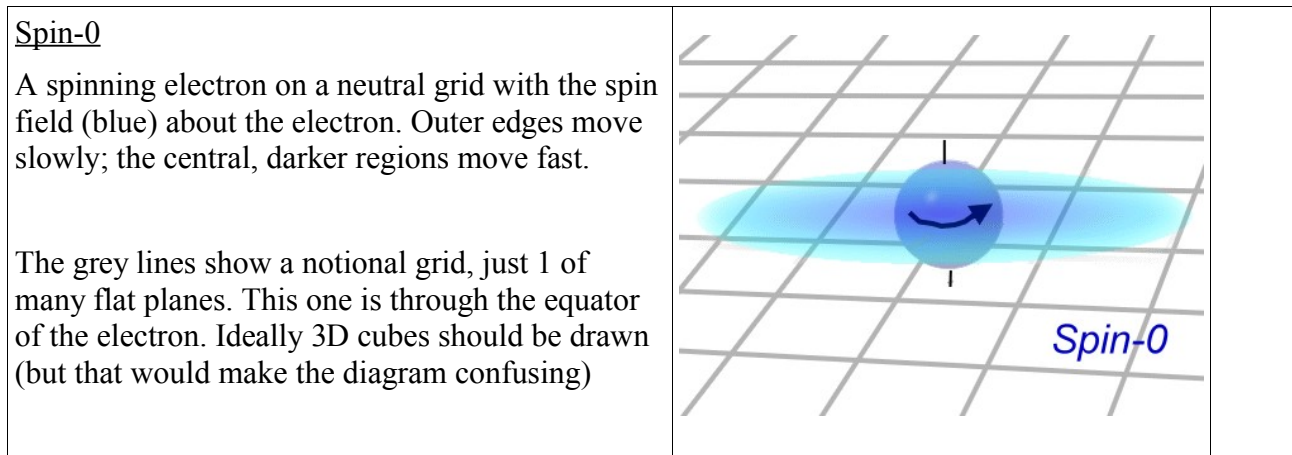 Spin-0
A spinning electron on a neutral grid with the spin
field (blue) about the electron. Outer edges move
slowly; the central, darker regions move fast.
The grey lines show a notional grid, just 1 of
many flat planes. This one is through the equator
of the electron. Ideally 3D cubes should be drawn
(but that would make the diagram confusing)
Spin-0